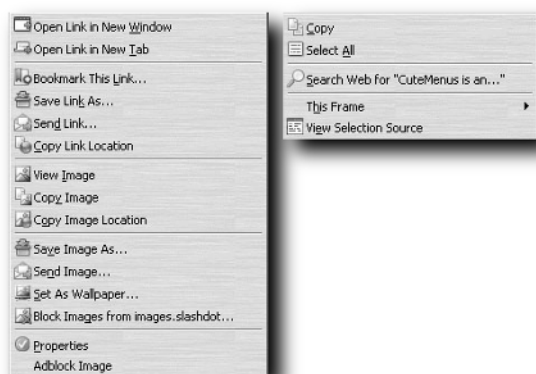 Open Link in New Window
Open Link in New Tab
Bookmark This Link...
Save Link As...
Send Link...
Copy Link Location
View Image
Copy Image
Copy Image Location
Save Image As...
Send Image...
Set As Wallpaper...
Block Images from images.slashdot...
Properties
Adblock Image
Copy
Select All
Search Web for "CuteMenus is an..."
This Frame
View Selection Source